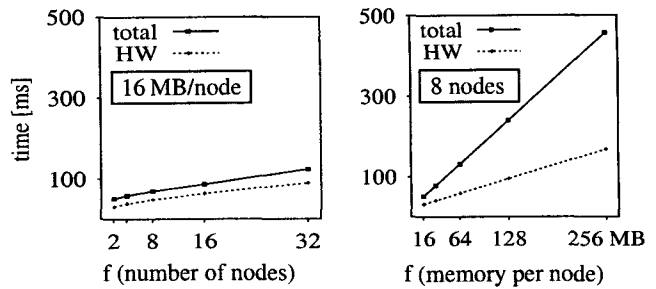 500
total
HW
16 MB/node
300
100
time [ms]
2 8 16 32
f (number of nodes)
500
total
HW
8 nodes
300
100
16 64 128 256 MB
f (memory per node)